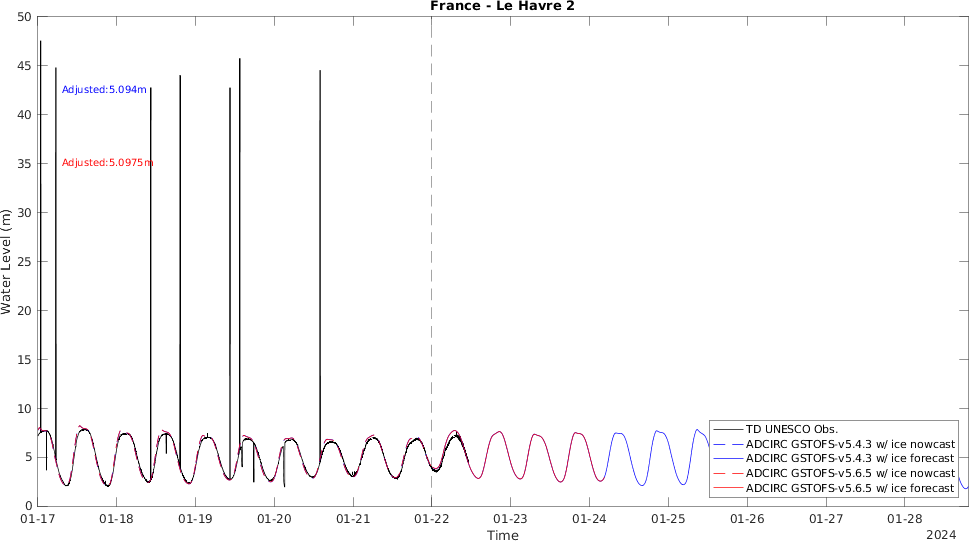 France - Le Havre 2
50
45
40
35
30
25
20
15
10
5
0
Water Level (m)
Adjusted:5.094m
Adjusted:5.0975m
TD UNESCO Obs.
ADCIRC GSTOFS-v5.4.3 w/ ice nowcast
ADCIRC GSTOFS-v5.4.3 w/ ice forecast
ADCIRC GSTOFS-v5.6.5 w/ ice nowcast
ADCIRC GSTOFS-v5.6.5 w/ ice forecast
01-17 01-18 01-19 01-20 01-21 01-22 01-23 01-24 01-25 01-26 01-27 01-28
Time
2024